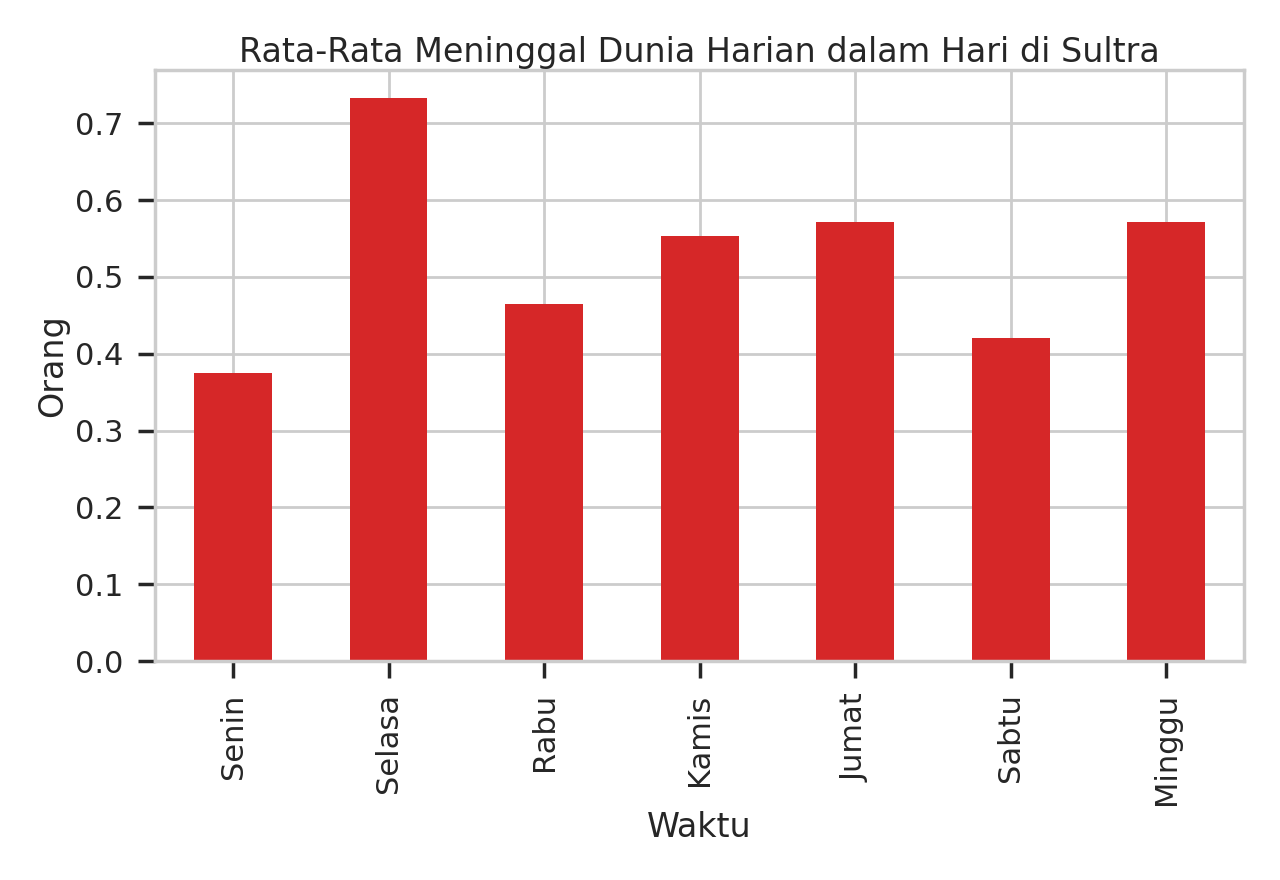 Rata-Rata Meninggal Dunia Harian dalam Hari di Sultra
0.7
0.6
0.5
0.4
0.3
0.2
0.1
0.0
Orang
Senin
Selasa
Rabu
Kamis
Jumat
Sabtu
Minggu
Waktu